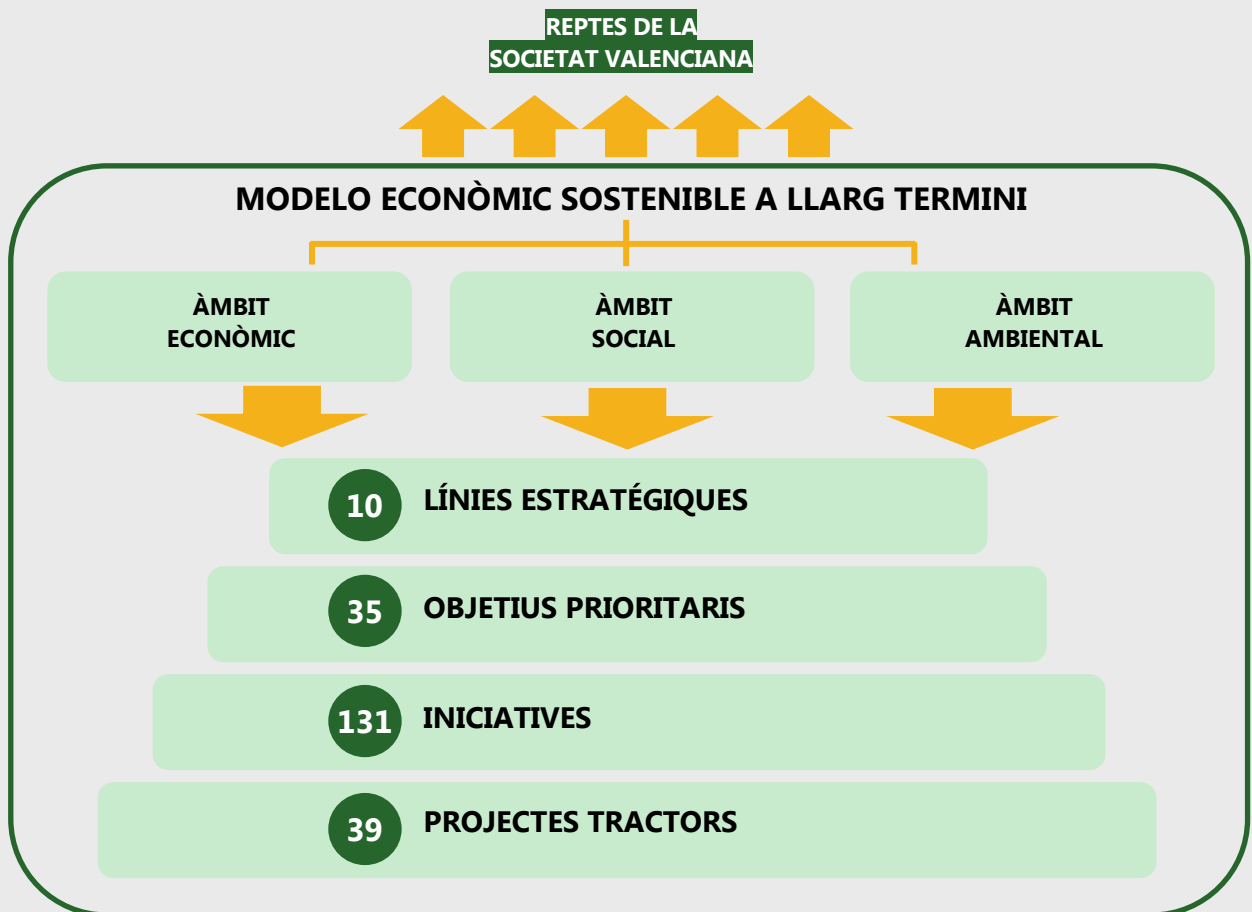 REPTES DE LA
SOCIETAT VALENCIANA
MODELO ECONÒMIC SOSTENIBLE A LLARG TERMINI
ÀMBIT
ECONÒMIC
ÀMBIT
SOCIAL
ÀMBIT
AMBIENTAL
10 LÍNIES ESTRATÉGIQUES
35 OBJETIUS PRIORITARIS
131 INICIATIVES
39 PROJECTES TRACTORS